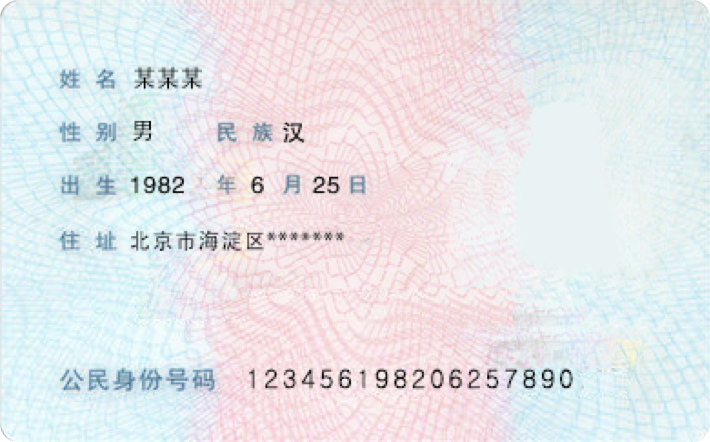 姓名 某某某
性别 男 民族 汉
出生 1982 年 6 月 25 日
住址 北京市海淀区*******
公民身份号码 123456198206257890